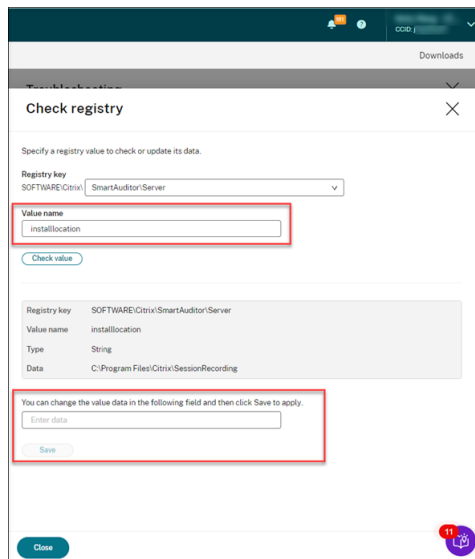 CCID:
Downloads
Troubleshooting
Check registry
Specify a registry value to check or update its data.
Registry key
SOFTWARE\Citrix\ SmartAuditor\Server
Value name
installlocation
Check value
Registry key SOFTWARE\Citrix\SmartAuditor\Server
Value name installlocation
Type String
Data C:\Program Files\Citrix\SessionRecording
You can change the value data in the following field and then click Save to apply.
Enter data
Save
11
Close